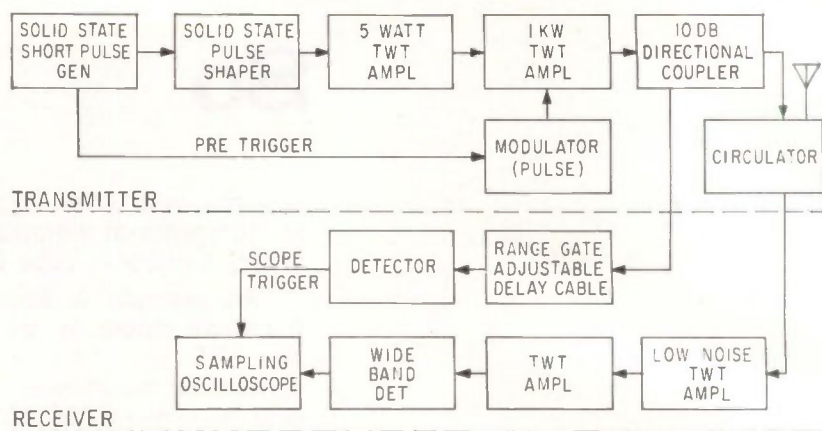 SOLID STATE
SHORT PULSE
GEN
SOLID STATE
PULSE
SHAPER
5 WATT
TWT
AMPL
1 KW
TWT
AMPL
10 DB
DIRECTIONAL
COUPLER
PRE TRIGGER
MODULATOR
(PULSE)
CIRCULATOR
TRANSMITTER
SCOPE
TRIGGER
DETECTOR
RANGE GATE
ADJUSTABLE
DELAY CABLE
SAMPLING
OSCILLOSCOPE
WIDE
BAND
DET
TWT
AMPL
LOW NOISE
TWT
AMPL
RECEIVER